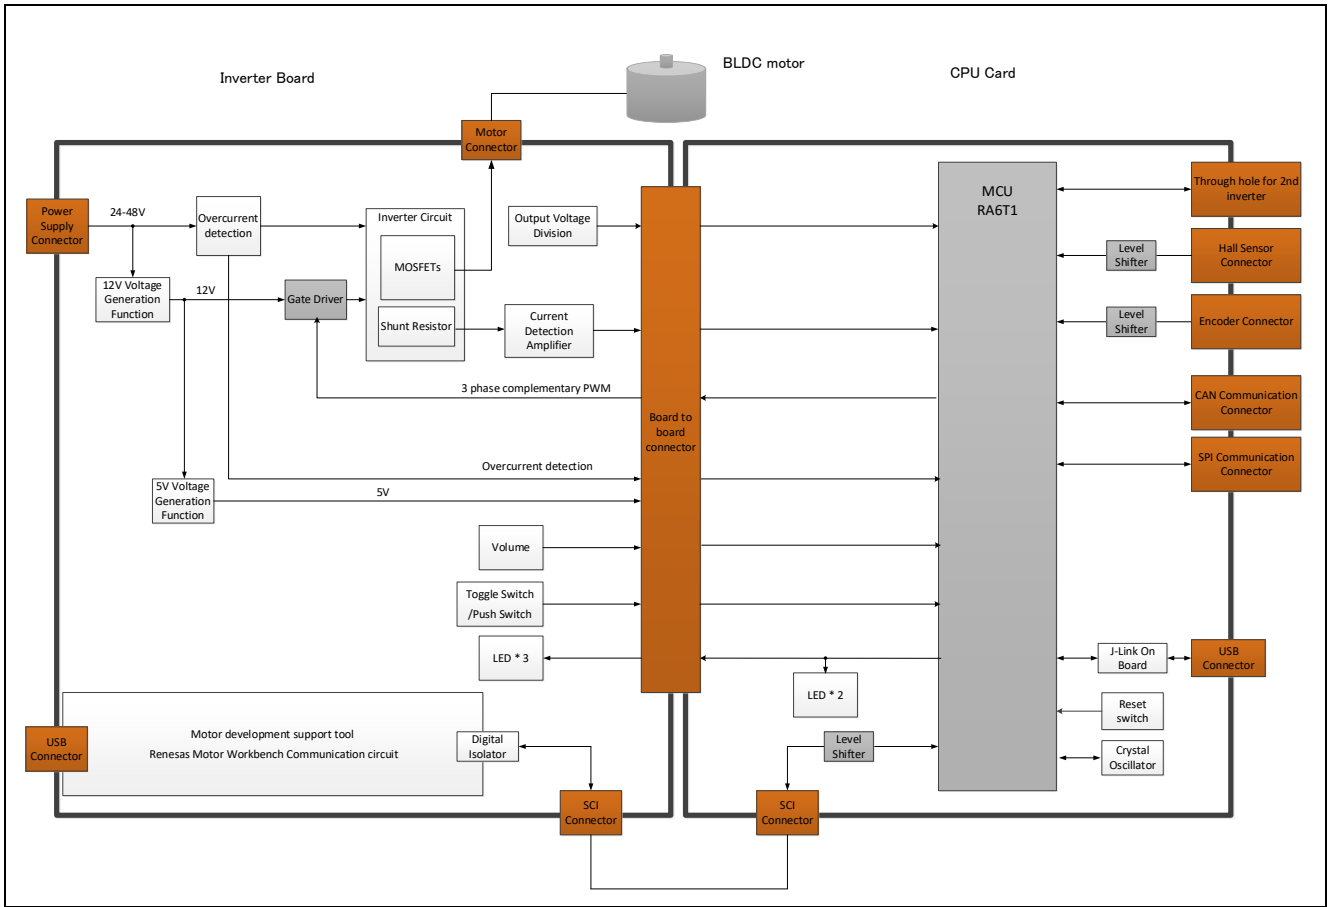 Inverter Board
BLDC motor
CPU Card
Motor
Connector
Power
Supply
Connector
24-48V
Overcurrent
detection
Inverter Circuit
MOSFETs
Shunt Resistor
Output Voltage
Division
12V Voltage
Generation
Function
12V
Gate Driver
Current
Detection
Amplifier
3 phase complementary PWM
Board to
board
connector
Overcurrent detection
5V Voltage
Generation
Function
5V
Volume
Toggle Switch
/Push Switch
LED * 3
USB
Connector
Motor development support tool
Renesas Motor Workbench Communication circuit
Digital
Isolator
SCI
Connector
MCU
RA6T1
Through hole for 2nd
inverter
Level
Shifter
Hall Sensor
Connector
Level
Shifter
Encoder Connector
CAN Communication
Connector
SPI Communication
Connector
J-Link On
Board
USB
Connector
LED * 2
Reset
switch
Level
Shifter
Crystal
Oscillator
SCI
Connector